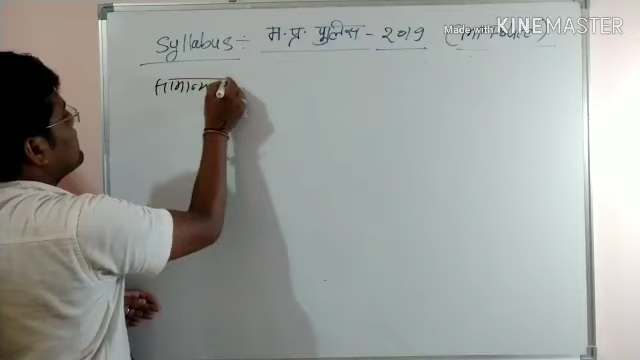 Syllabus :- म. प्र. पुलिस - 2019
Made with KINEMASTER
सामान्य